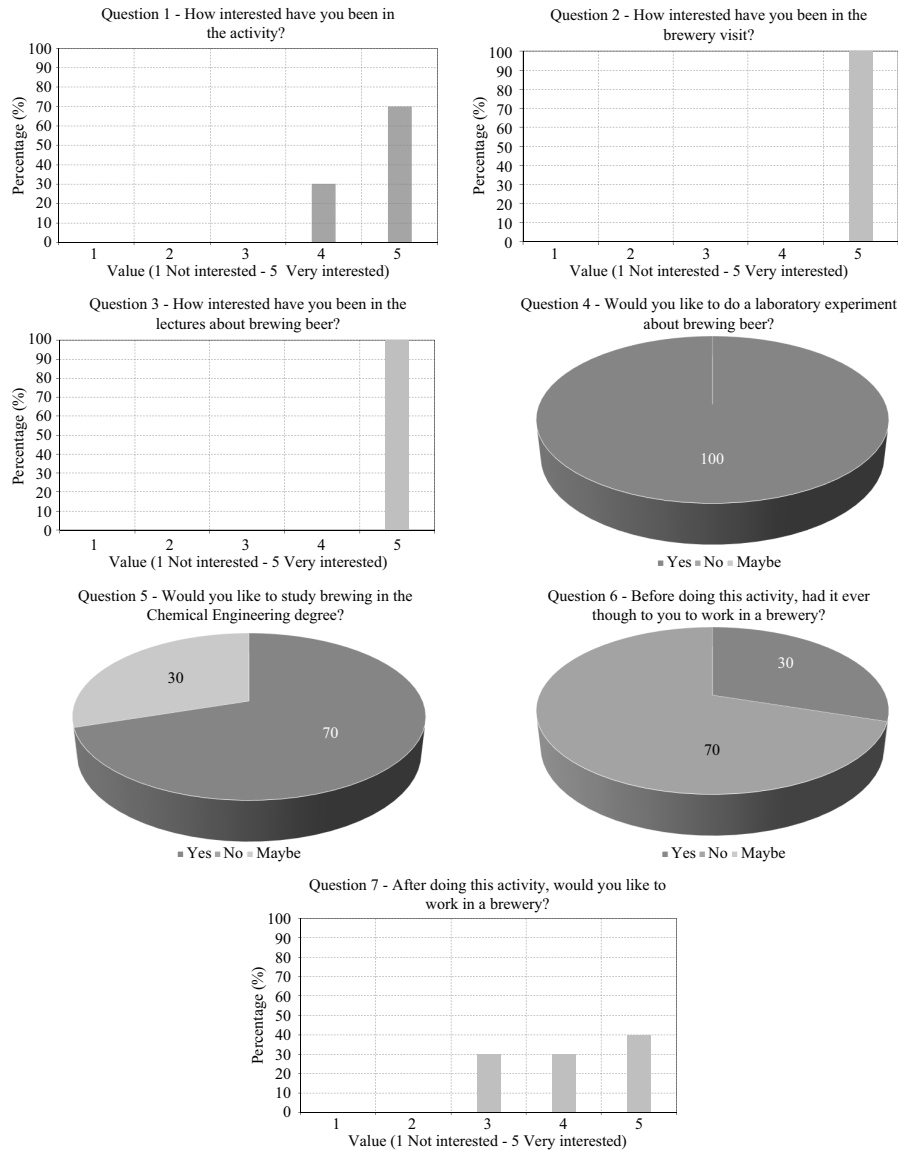 Question 1 - How interested have you been in
the activity?
100
90
80
70
60
50
40
30
20
10
0
Percentage (%)
1 2 3 4 5
Value (1 Not interested - 5 Very interested)
Question 2 - How interested have you been in the
brewery visit?
100
90
80
70
60
50
40
30
20
10
0
Percentage (%)
1 2 3 4 5
Value (1 Not interested - 5 Very interested)
Question 3 - How interested have you been in the
lectures about brewing beer?
100
90
80
70
60
50
40
30
20
10
0
Percentage (%)
1 2 3 4 5
Value (1 Not interested - 5 Very interested)
Question 4 - Would you like to do a laboratory experiment
about brewing beer?
100
Yes No Maybe
Question 5 - Would you like to study brewing in the
Chemical Engineering degree?
30
70
Yes No Maybe
Question 6 - Before doing this activity, had it ever
though to you to work in a brewery?
30
70
Yes No Maybe
Question 7 - After doing this activity, would you like to
work in a brewery?
100
90
80
70
60
50
40
30
20
10
0
Percentage (%)
1 2 3 4 5
Value (1 Not interested - 5 Very interested)